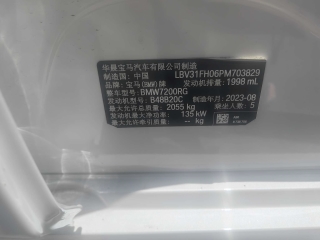 华晨宝马汽车有限公司制造
制造国：中国 LBV31FH06PM703829
品牌：宝马(BMW)牌 发动机排量：1998 mL
整车型号：BMW7200RG
发动机型号：B48B20C 制造年月：2023-08
最大允许总质量：2055 kg 乘坐人数：5
发动机最大净功率：135 kW
最大允许牵引质量：-- kg